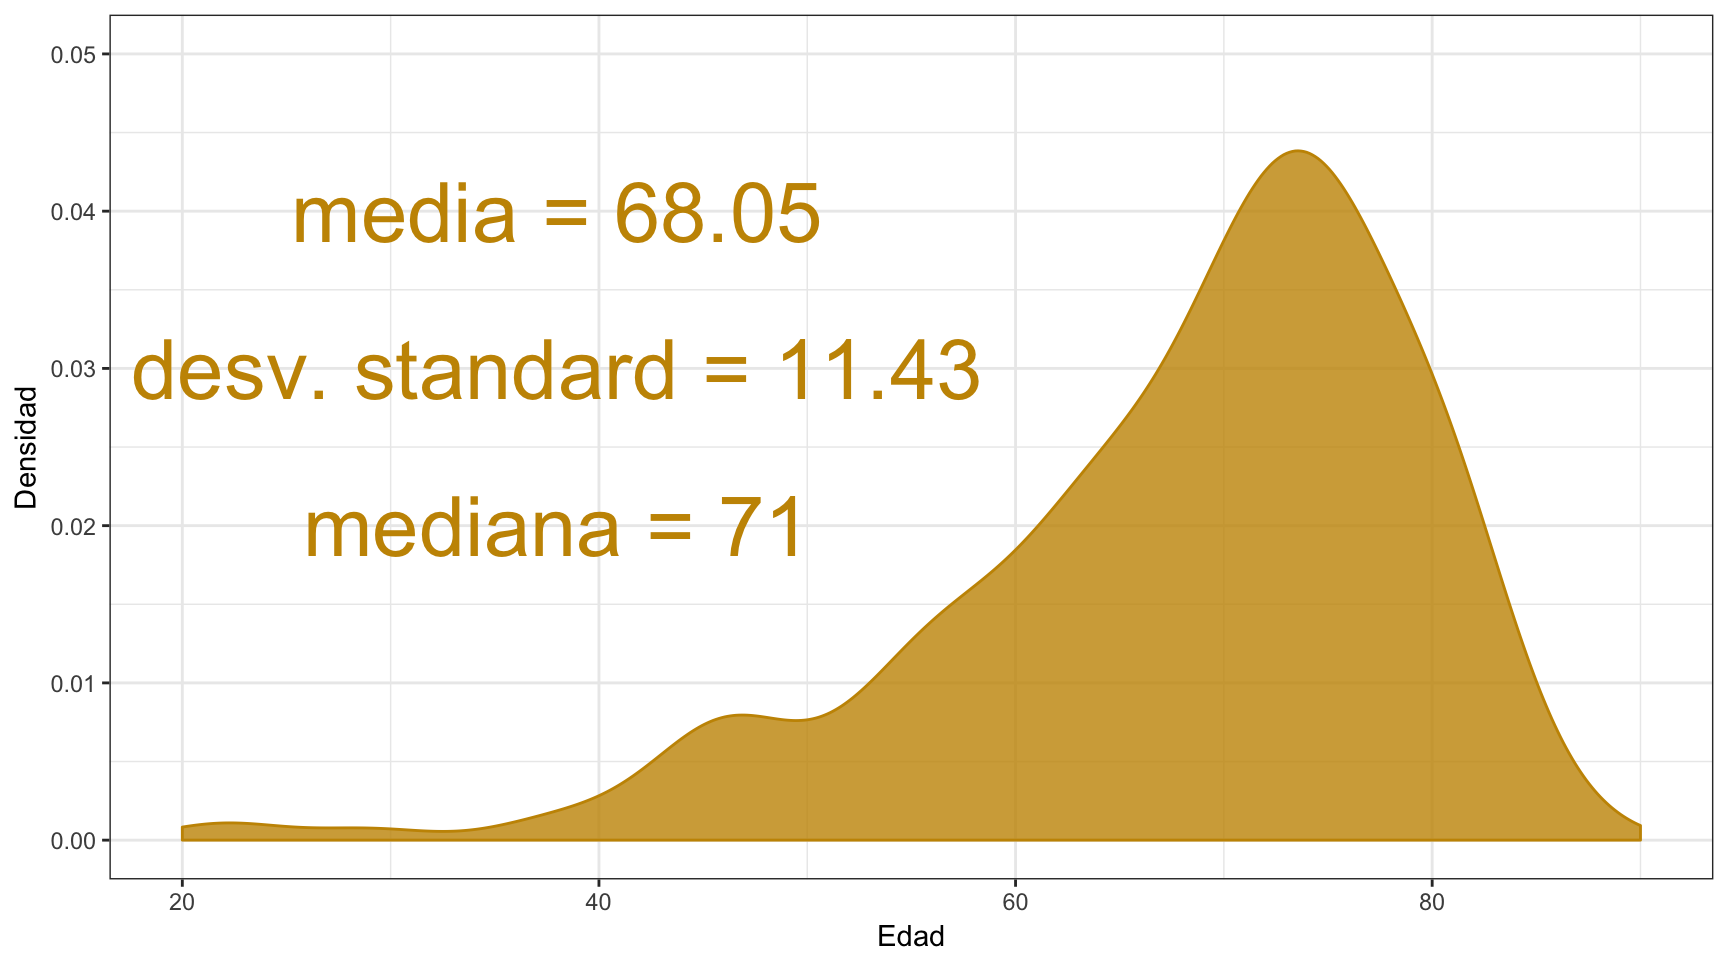 0.05
0.04
0.03
0.02
0.01
0.00
Densidad
media = 68.05
desv. standard = 11.43
mediana = 71
20 40 60 80
Edad